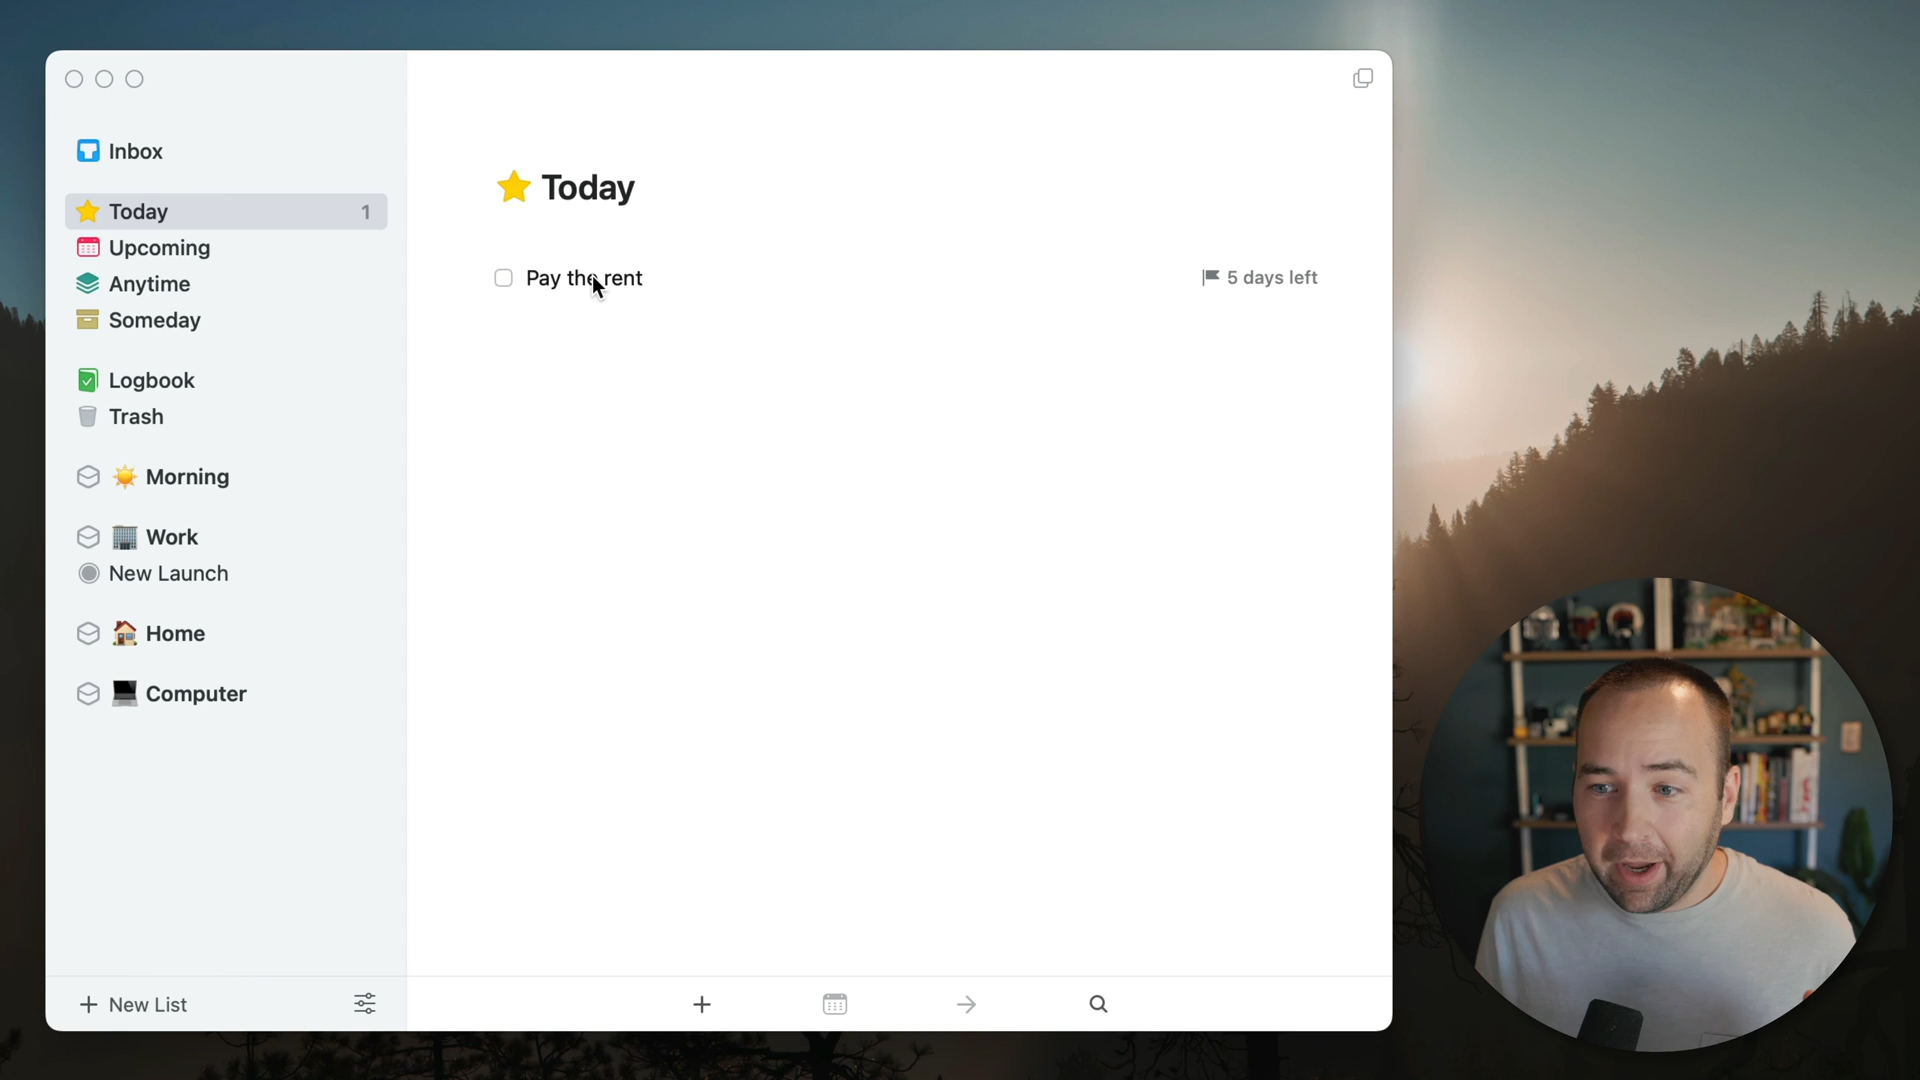 Inbox
Today 1
Upcoming
Anytime
Someday
Logbook
Trash
Morning
Work
New Launch
Home
Computer
New List
Today
Pay the rent 5 days left